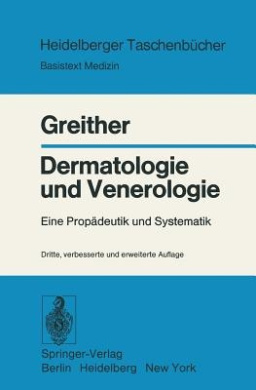 Heidelberger Taschenbücher
Basistext Medizin
Greither
Dermatologie
und Venerologie
Eine Propädeutik und Systematik
Dritte, verbesserte und erweiterte Auflage
Springer-Verlag
Berlin Heidelberg New York